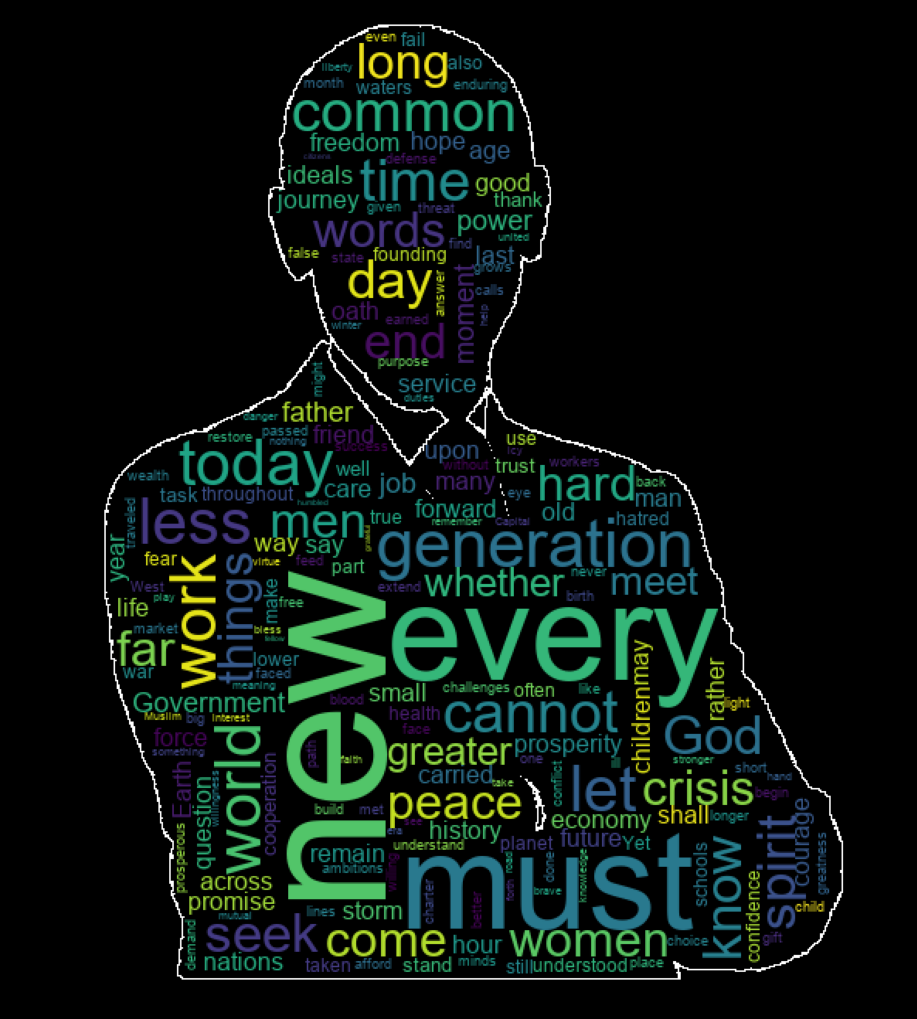 even fail
long
liberty
also
month waters enduring
common
freedom hope age
citizens defense
ideals time good
journey given threat thank
words power
find united
false state founding last
grows
day answer moment calls
oath earned help
winter end
purpose
service
duties
might
father
danger
friend upon use
restore passed nothing success Icy
today well without trust workers
wealth care job many eye hard back
task throughout man
traveled less men humbled forward old hatred
true remember Capital
year grateful generation
fear work things way say
virtue feed part whether never meet
West extend birth
play make free
life new every
market bless fellow
far lower
war faced
meaning small challenges often like
Government blood childrenmay rather light
Muslim big interest health cannot God
force world face
something path faith greater prosperity
one stronger
Earth carried take conflict let crisis short hand
willingness begin
question cooperation build met peace economy shall longer
prosperous era see history future Yet spirit courage
understand planet
remain must know greatness
ambitions waiting road done knowledge schools
across charter forth brave confidence
promise better child
mutual lines storm gift
seek come hour women choice
demand nations taken afford stand minds still understood place